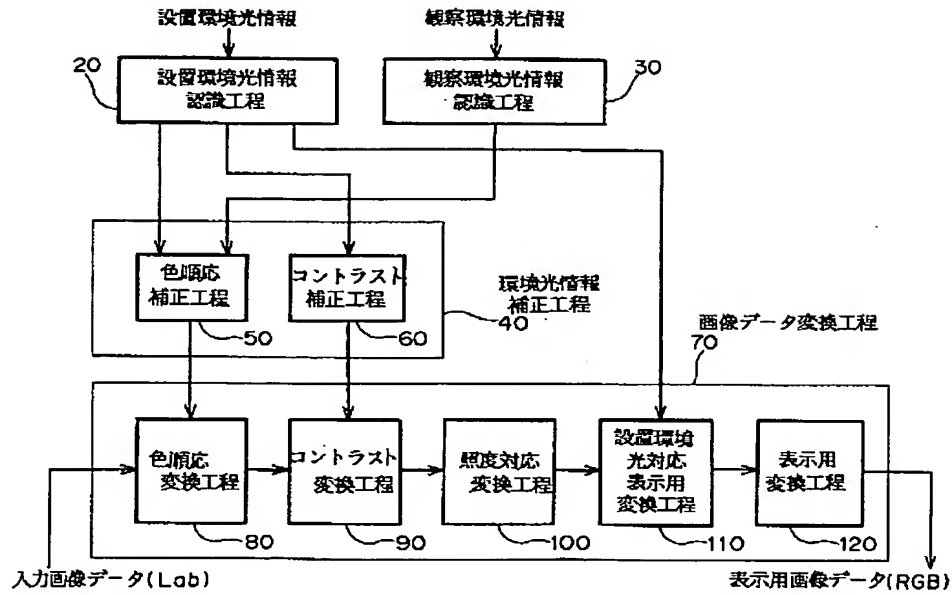 設置環境光情報
観察環境光情報
20
設置環境光情報
認識工程
観察環境光情報
認識工程
30
色順応
補正工程
コントラスト
補正工程
環境光情報
補正工程
40
50
60
画像データ変換工程
70
色順応
変換工程
コントラスト
変換工程
照度対応
変換工程
設置環境
光対応
表示用
変換工程
表示用
変換工程
80
90
100
110
120
入力画像データ(Lab)
表示用画像データ(RGB)